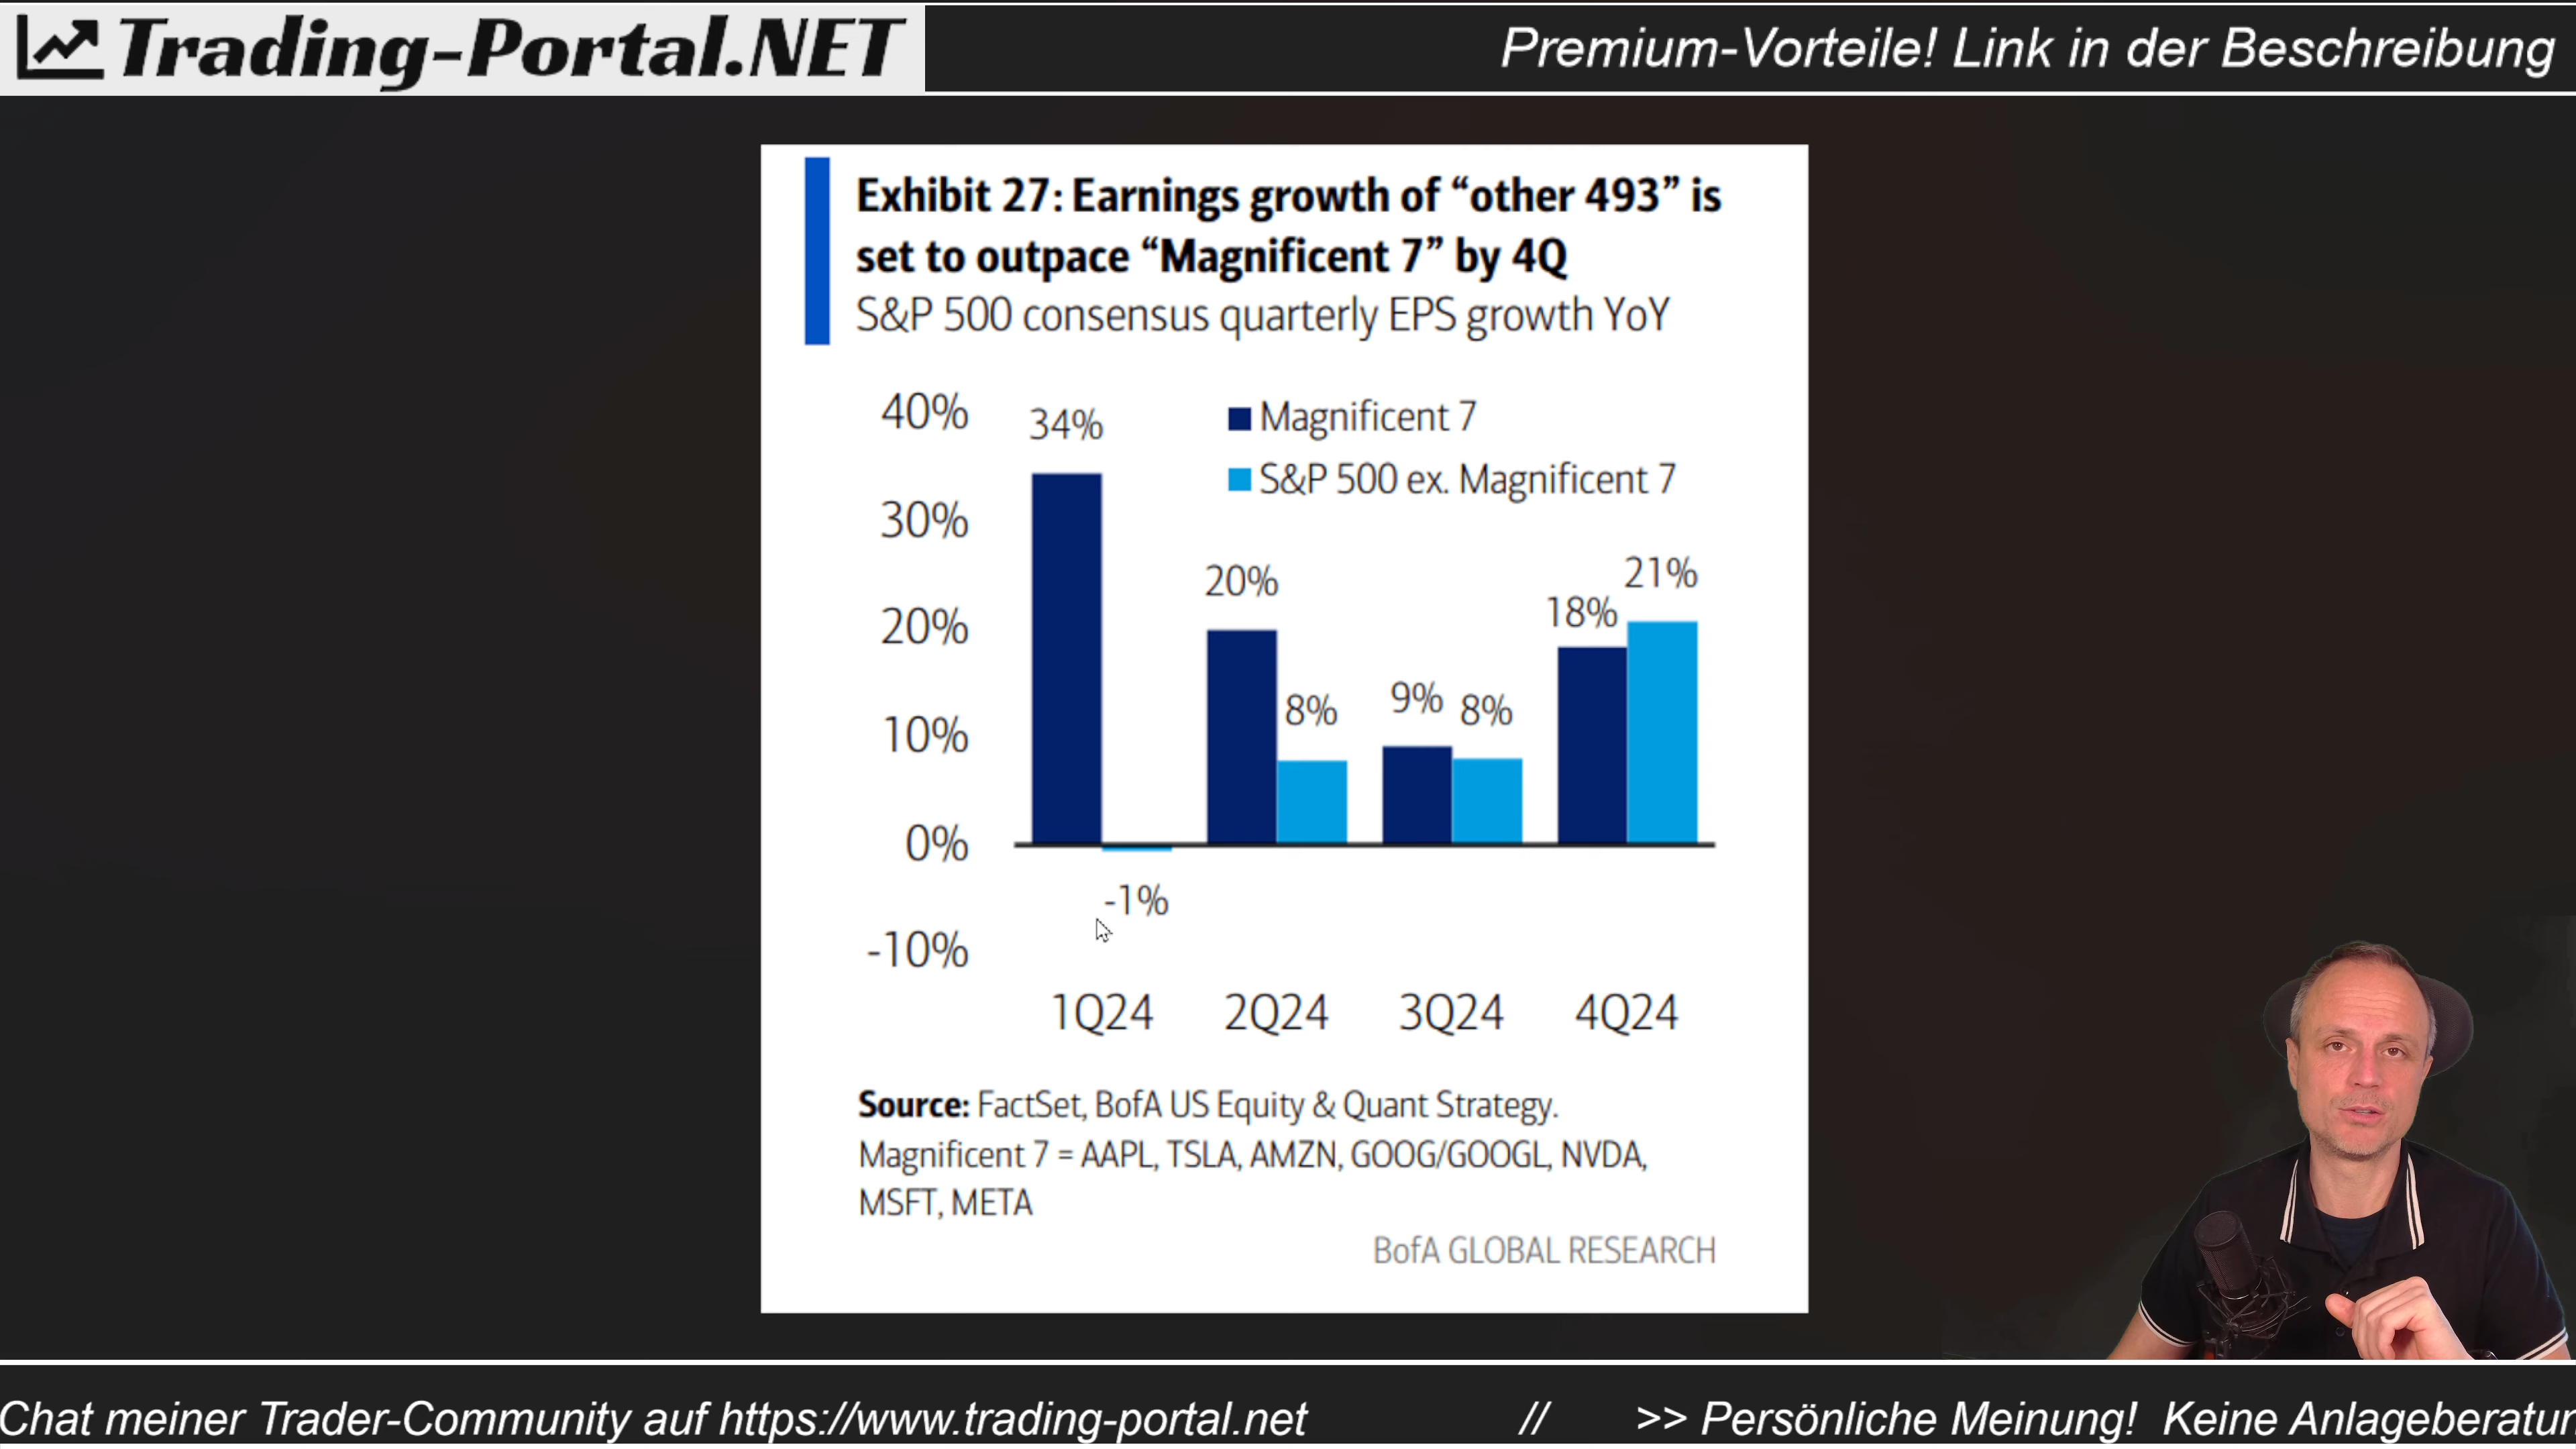 Trading-Portal.NET
Premium-Vorteile! Link in der Beschreibung
Exhibit 27: Earnings growth of “other 493” is
set to outpace “Magnificent 7” by 4Q
S&P 500 consensus quarterly EPS growth YoY
Magnificent 7
S&P 500 ex. Magnificent 7
40%
30%
20%
10%
0%
-10%
34%
-1%
20%
8%
9%
8%
18%
21%
1Q24 2Q24 3Q24 4Q24
Source: FactSet, BofA US Equity & Quant Strategy.
Magnificent 7 = AAPL, TSLA, AMZN, GOOG/GOOGL, NVDA,
MSFT, META
BofA GLOBAL RESEARCH
Chat meiner Trader-Community auf https://www.trading-portal.net // >> Persönliche Meinung! Keine Anlageberatun